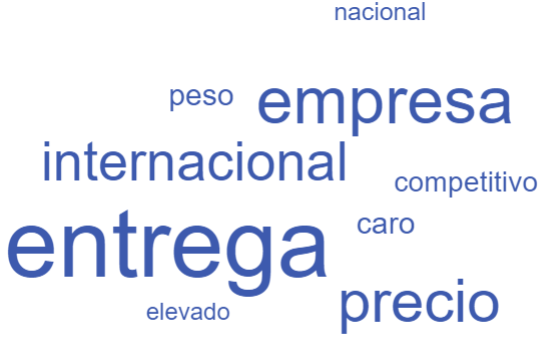 nacional
peso empresa
internacional
competitivo
entrega caro
precio
elevado